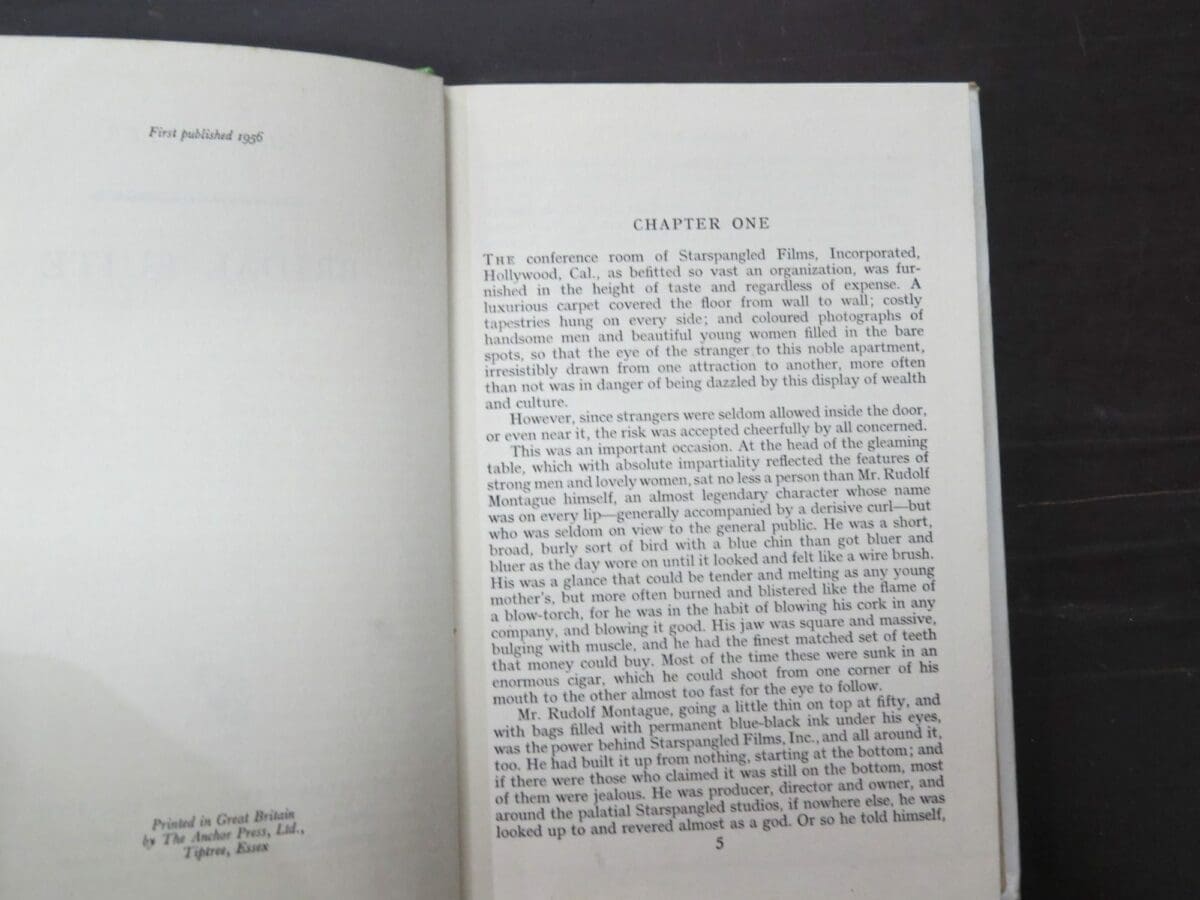 First published 1956
Printed in Great Britain
by The Anchor Press, Ltd.,
Tiptree, Essex
CHAPTER ONE
THE conference room of Starspangled Films, Incorporated,
Hollywood, Cal., as befitted so vast an organization, was fur-
nished in the height of taste and regardless of expense. A
luxurious carpet covered the floor from wall to wall; costly
tapestries hung on every side; and coloured photographs of
handsome men and beautiful young women filled in the bare
spots, so that the eye of the stranger to this noble apartment,
irresistibly drawn from one attraction to another, more often
than not was in danger of being dazzled by this display of wealth
and culture.
However, since strangers were seldom allowed inside the door,
or even near it, the risk was accepted cheerfully by all concerned.
This was an important occasion. At the head of the gleaming
table, which with absolute impartiality reflected the features of
strong men and lovely women, sat no less a person than Mr. Rudolf
Montague himself, an almost legendary character whose name
was on every lip—generally accompanied by a derisive curl—but
who was seldom on view to the general public. He was a short,
broad, burly sort of bird with a blue chin than got bluer and
bluer as the day wore on until it looked and felt like a wire brush.
His was a glance that could be tender and melting as any young
mother's, but more often burned and blistered like the flame of
a blow-torch, for he was in the habit of blowing his cork in any
company, and blowing it good. His jaw was square and massive,
bulging with muscle, and he had the finest matched set of teeth
that money could buy. Most of the time these were sunk in an
enormous cigar, which he could shoot from one corner of his
mouth to the other almost too fast for the eye to follow.
Mr. Rudolf Montague, going a little thin on top at fifty, and
with bags filled with permanent blue-black ink under his eyes,
was the power behind Starspangled Films, Inc., and all around it,
too. He had built it up from nothing, starting at the bottom; and
if there were those who claimed it was still on the bottom, most
of them were jealous. He was producer, director and owner, and
around the palatial Starspangled studios, if nowhere else, he was
looked up to and revered almost as a god. Or so he told himself,
5